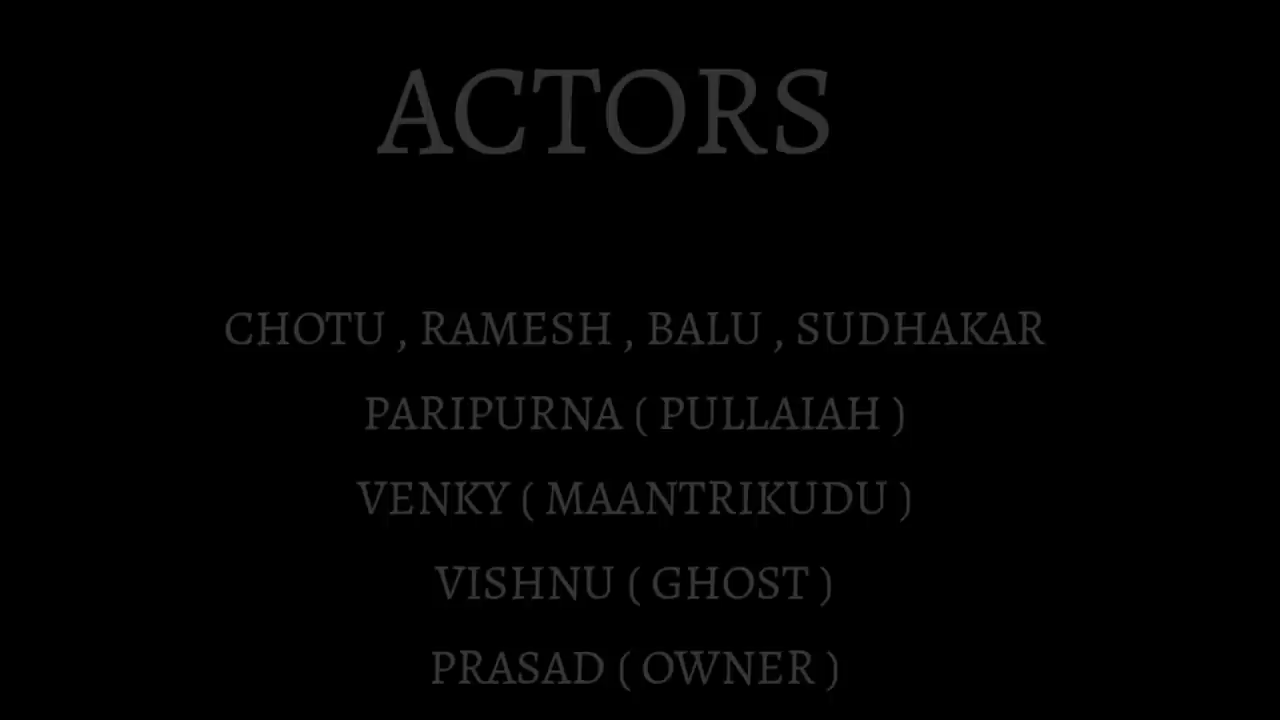 ACTORS
CHOTU , RAMESH , BALU , SUDHAKAR
PARIPURNA ( PULLAIAH )
VENKY ( MAANTRIKUDU )
VISHNU ( GHOST )
PRASAD ( OWNER )